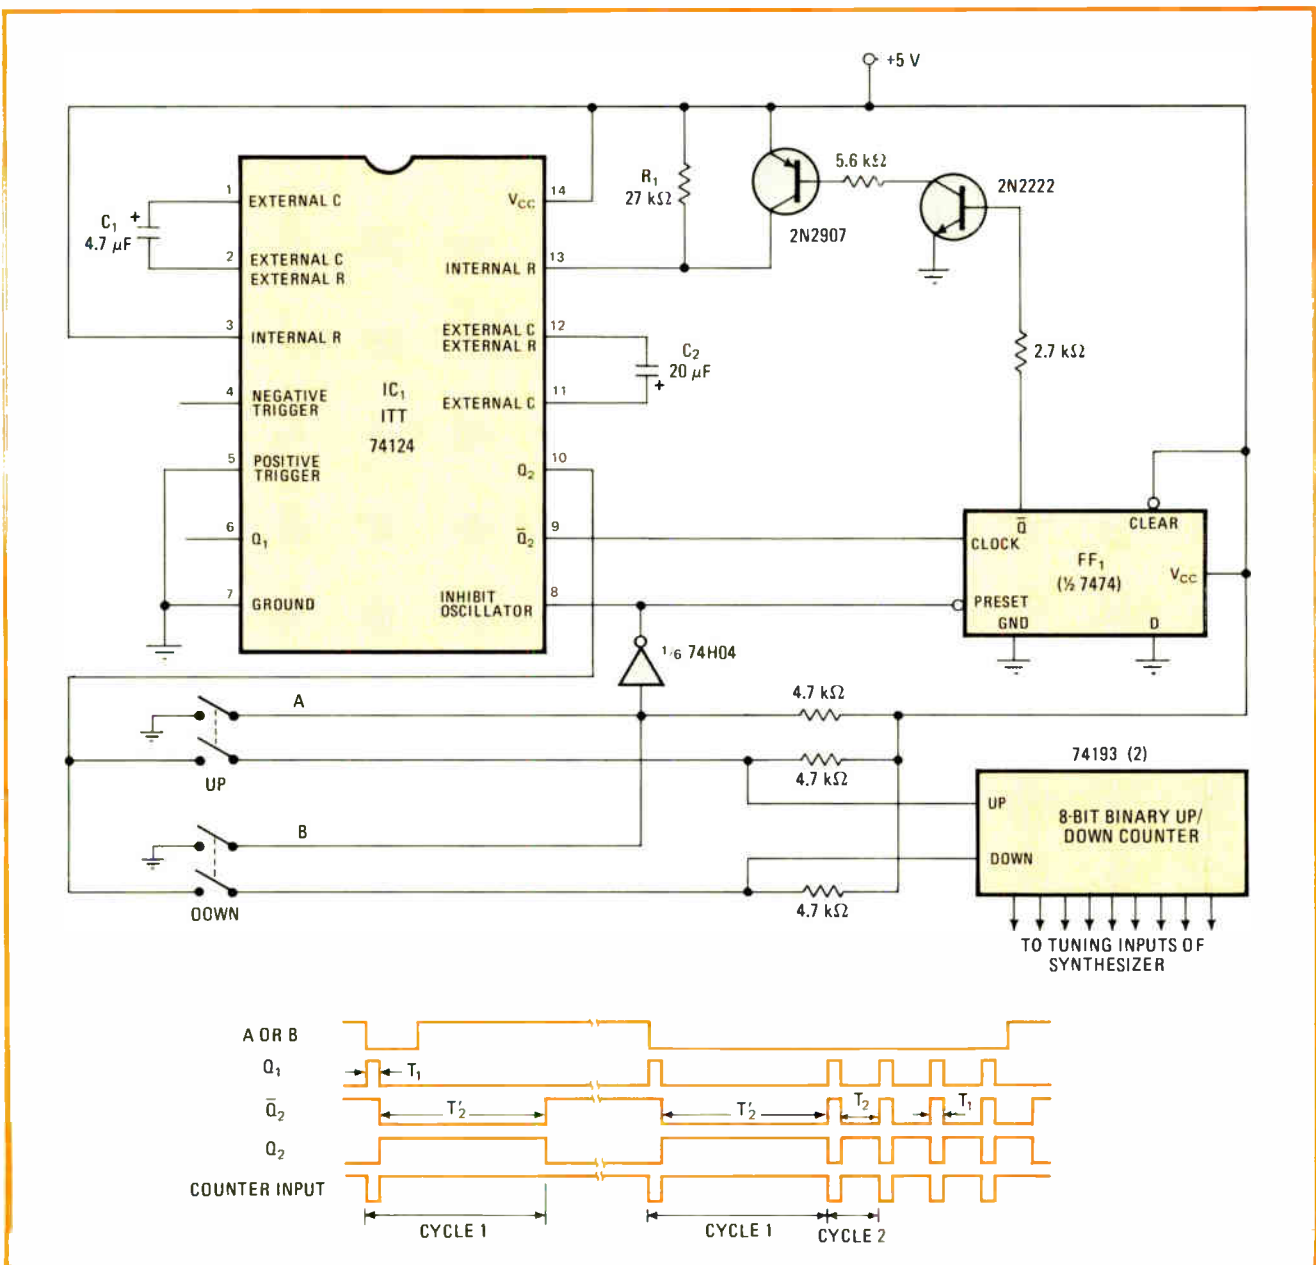 +5 V
1
EXTERNAL C
C1 +
4.7 µF
2
EXTERNAL C
EXTERNAL R
3
INTERNAL R
4
NEGATIVE
TRIGGER
5
POSITIVE
TRIGGER
6
Q1
7
GROUND
IC1
ITT
74124
14
VCC
13
INTERNAL R
12
EXTERNAL C
EXTERNAL R
11
EXTERNAL C
10
Q2
9
Q̅2
8
INHIBIT
OSCILLATOR
R1
27 kΩ
2N2907
5.6 kΩ
2N2222
C2
20 µF
+
2.7 kΩ
Q̅
CLEAR
CLOCK
FF1
(½ 7474)
VCC
PRESET
GND
D
1/6 74H04
A
UP
B
DOWN
4.7 kΩ
4.7 kΩ
4.7 kΩ
74193 (2)
UP
DOWN
8-BIT BINARY UP/
DOWN COUNTER
TO TUNING INPUTS OF
SYNTHESIZER
A OR B
Q1
T1
Q̅2
T′2
T′2
T2
T1
Q2
COUNTER INPUT
CYCLE 1
CYCLE 1
CYCLE 2